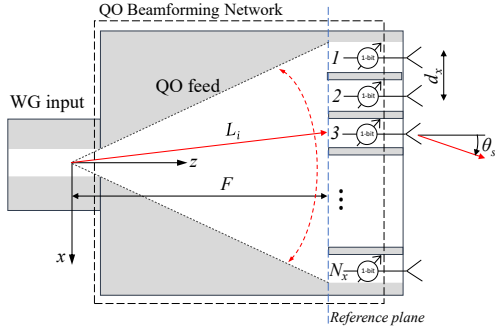 QO Beamforming Network
WG input
QO feed
1
1-bit
2
1-bit
3
1-bit
N_x
1-bit
d_x
L_i
z
F
x
θ_s
Reference plane